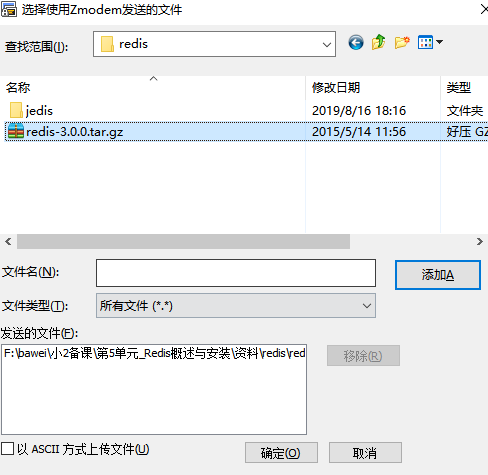 选择使用Zmodem发送的文件
查找范围(I):
redis
名称
修改日期
类型
jedis
2019/8/16 18:16
文件夹
redis-3.0.0.tar.gz
2015/5/14 11:56
好压 GZ
文件名(N):
添加A
文件类型(T):
所有文件 (*.*)
发送的文件(F):
F:\bawei\小2备课\第5单元_Redis概述与安装\资料\redis\red
移除(R)
以 ASCII 方式上传文件(U)
确定(O)
取消